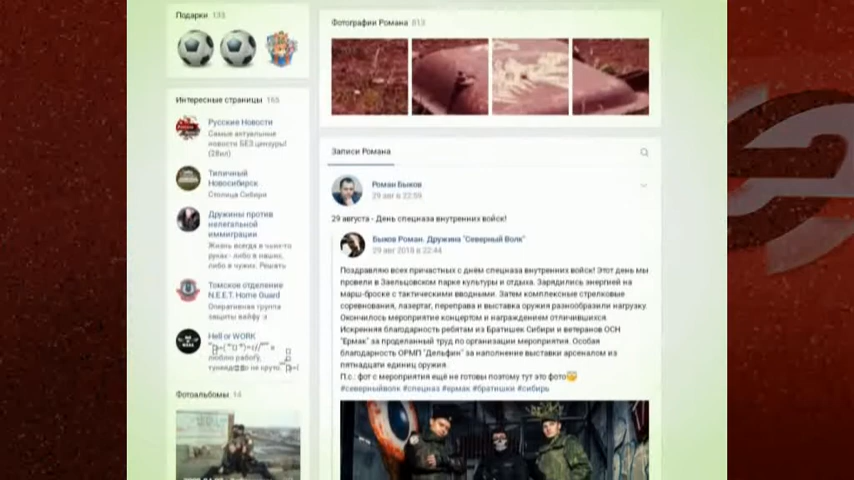 Подарки 133
Интересные страницы 165
Русские Новости
Самые актуальные
новости БЕЗ цензуры!
(28ил)
Типичный
Новосибирск
Столица Сибири
Дружины против
нелегальной
иммиграции
Жизнь всегда в чьих-то
руках - либо в наших,
либо в чужих. Решать
Томское отделение
N.E.E.T. Home Guard
Оперативная группа
защиты вайфу :з
Hell or WORK
люблю работу,
Фотоальбомы 14
Фотографии Романа 613
Записи Романа
Роман Быков
29 авг в 22:59
29 августа - День спецназа внутренних войск!
Быков Роман. Дружина "Северный Волк"
29 авг 2018 в 22:44
Поздравляю всех причастных с днём спецназа внутренних войск! Этот день мы
провели в Заельцовском парке культуры и отдыха. Зарядились энергией на
марш-броске с тактическими вводными. Затем комплексные стрелковые
соревнования, лазертаг, переправа и выставка оружия разнообразили нагрузку.
Окончилось мероприятие концертом и награждением отличившихся.
Искренняя благодарность ребятам из Братишек Сибири и ветеранов ОСН
"Ермак" за проделанный труд по организации мероприятия. Особая
благодарность ОРМП "Дельфин" за наполнение выставки арсеналом из
пятнадцати единиц оружия.
П.с.: фот с мероприятия ещё не готовы поэтому тут это фото
#северныйволк #спецназ #ермак #братишки #сибирь